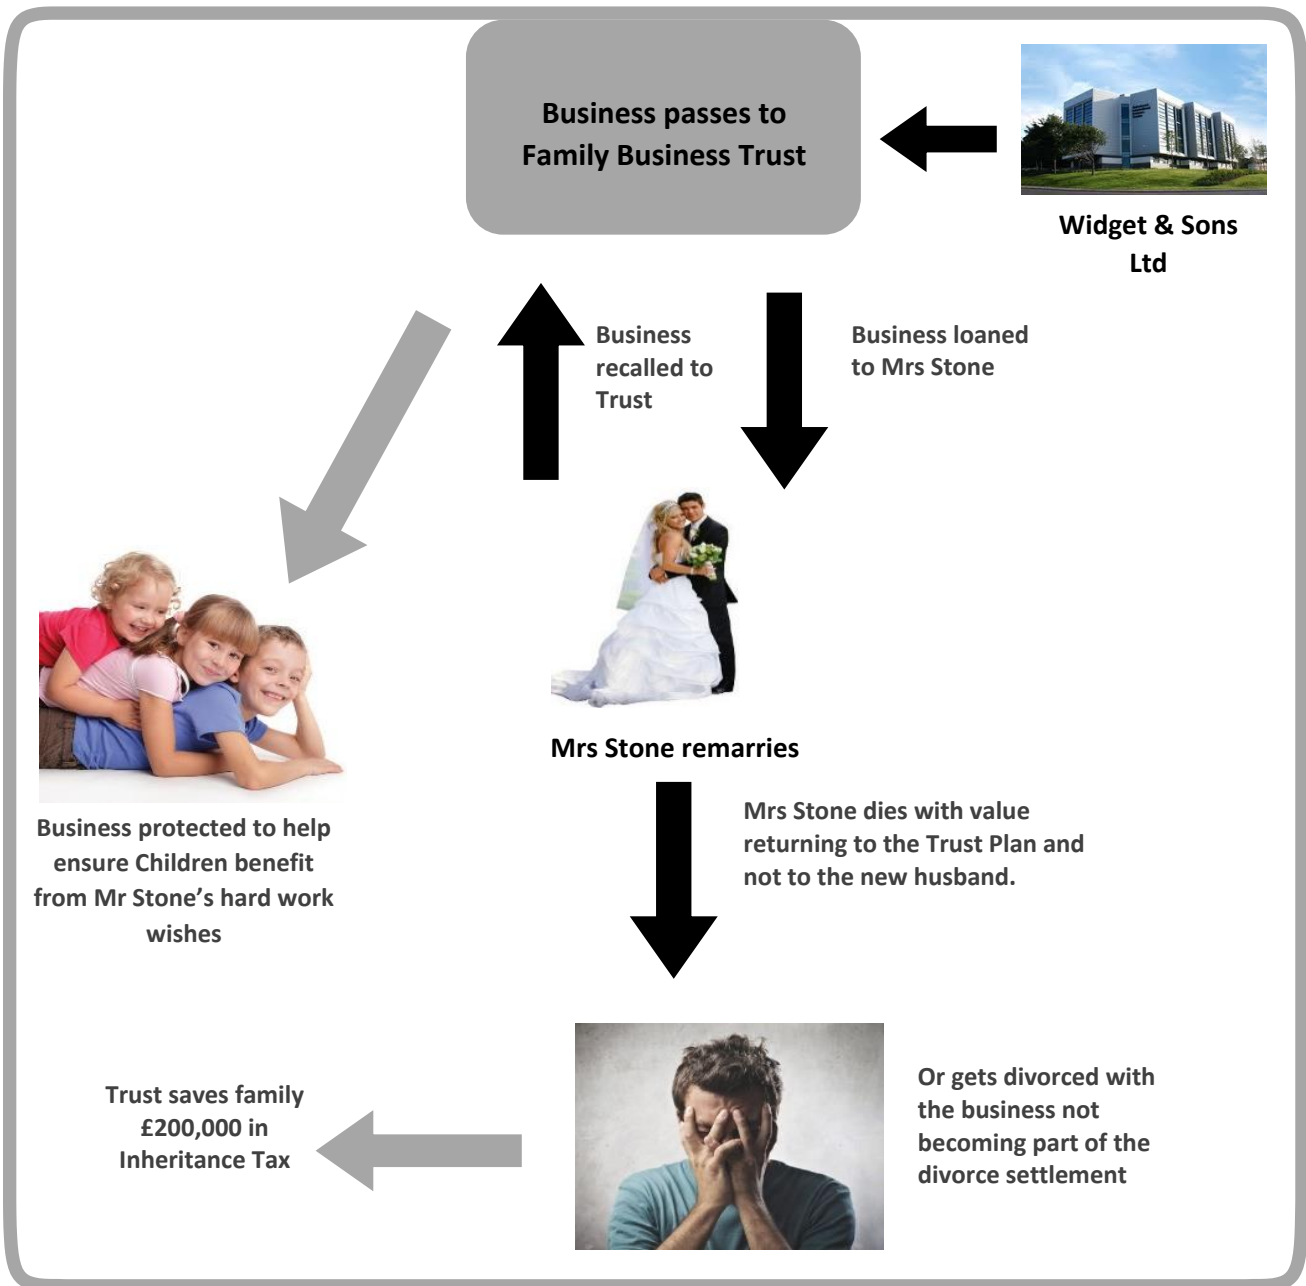 Business passes to
Family Business Trust
Widget & Sons
Ltd
Business
recalled to
Trust
Business loaned
to Mrs Stone
Mrs Stone remarries
Business protected to help
ensure Children benefit
from Mr Stone's hard work
wishes
Mrs Stone dies with value
returning to the Trust Plan and
not to the new husband.
Trust saves family
£200,000 in
Inheritance Tax
Or gets divorced with
the business not
becoming part of the
divorce settlement